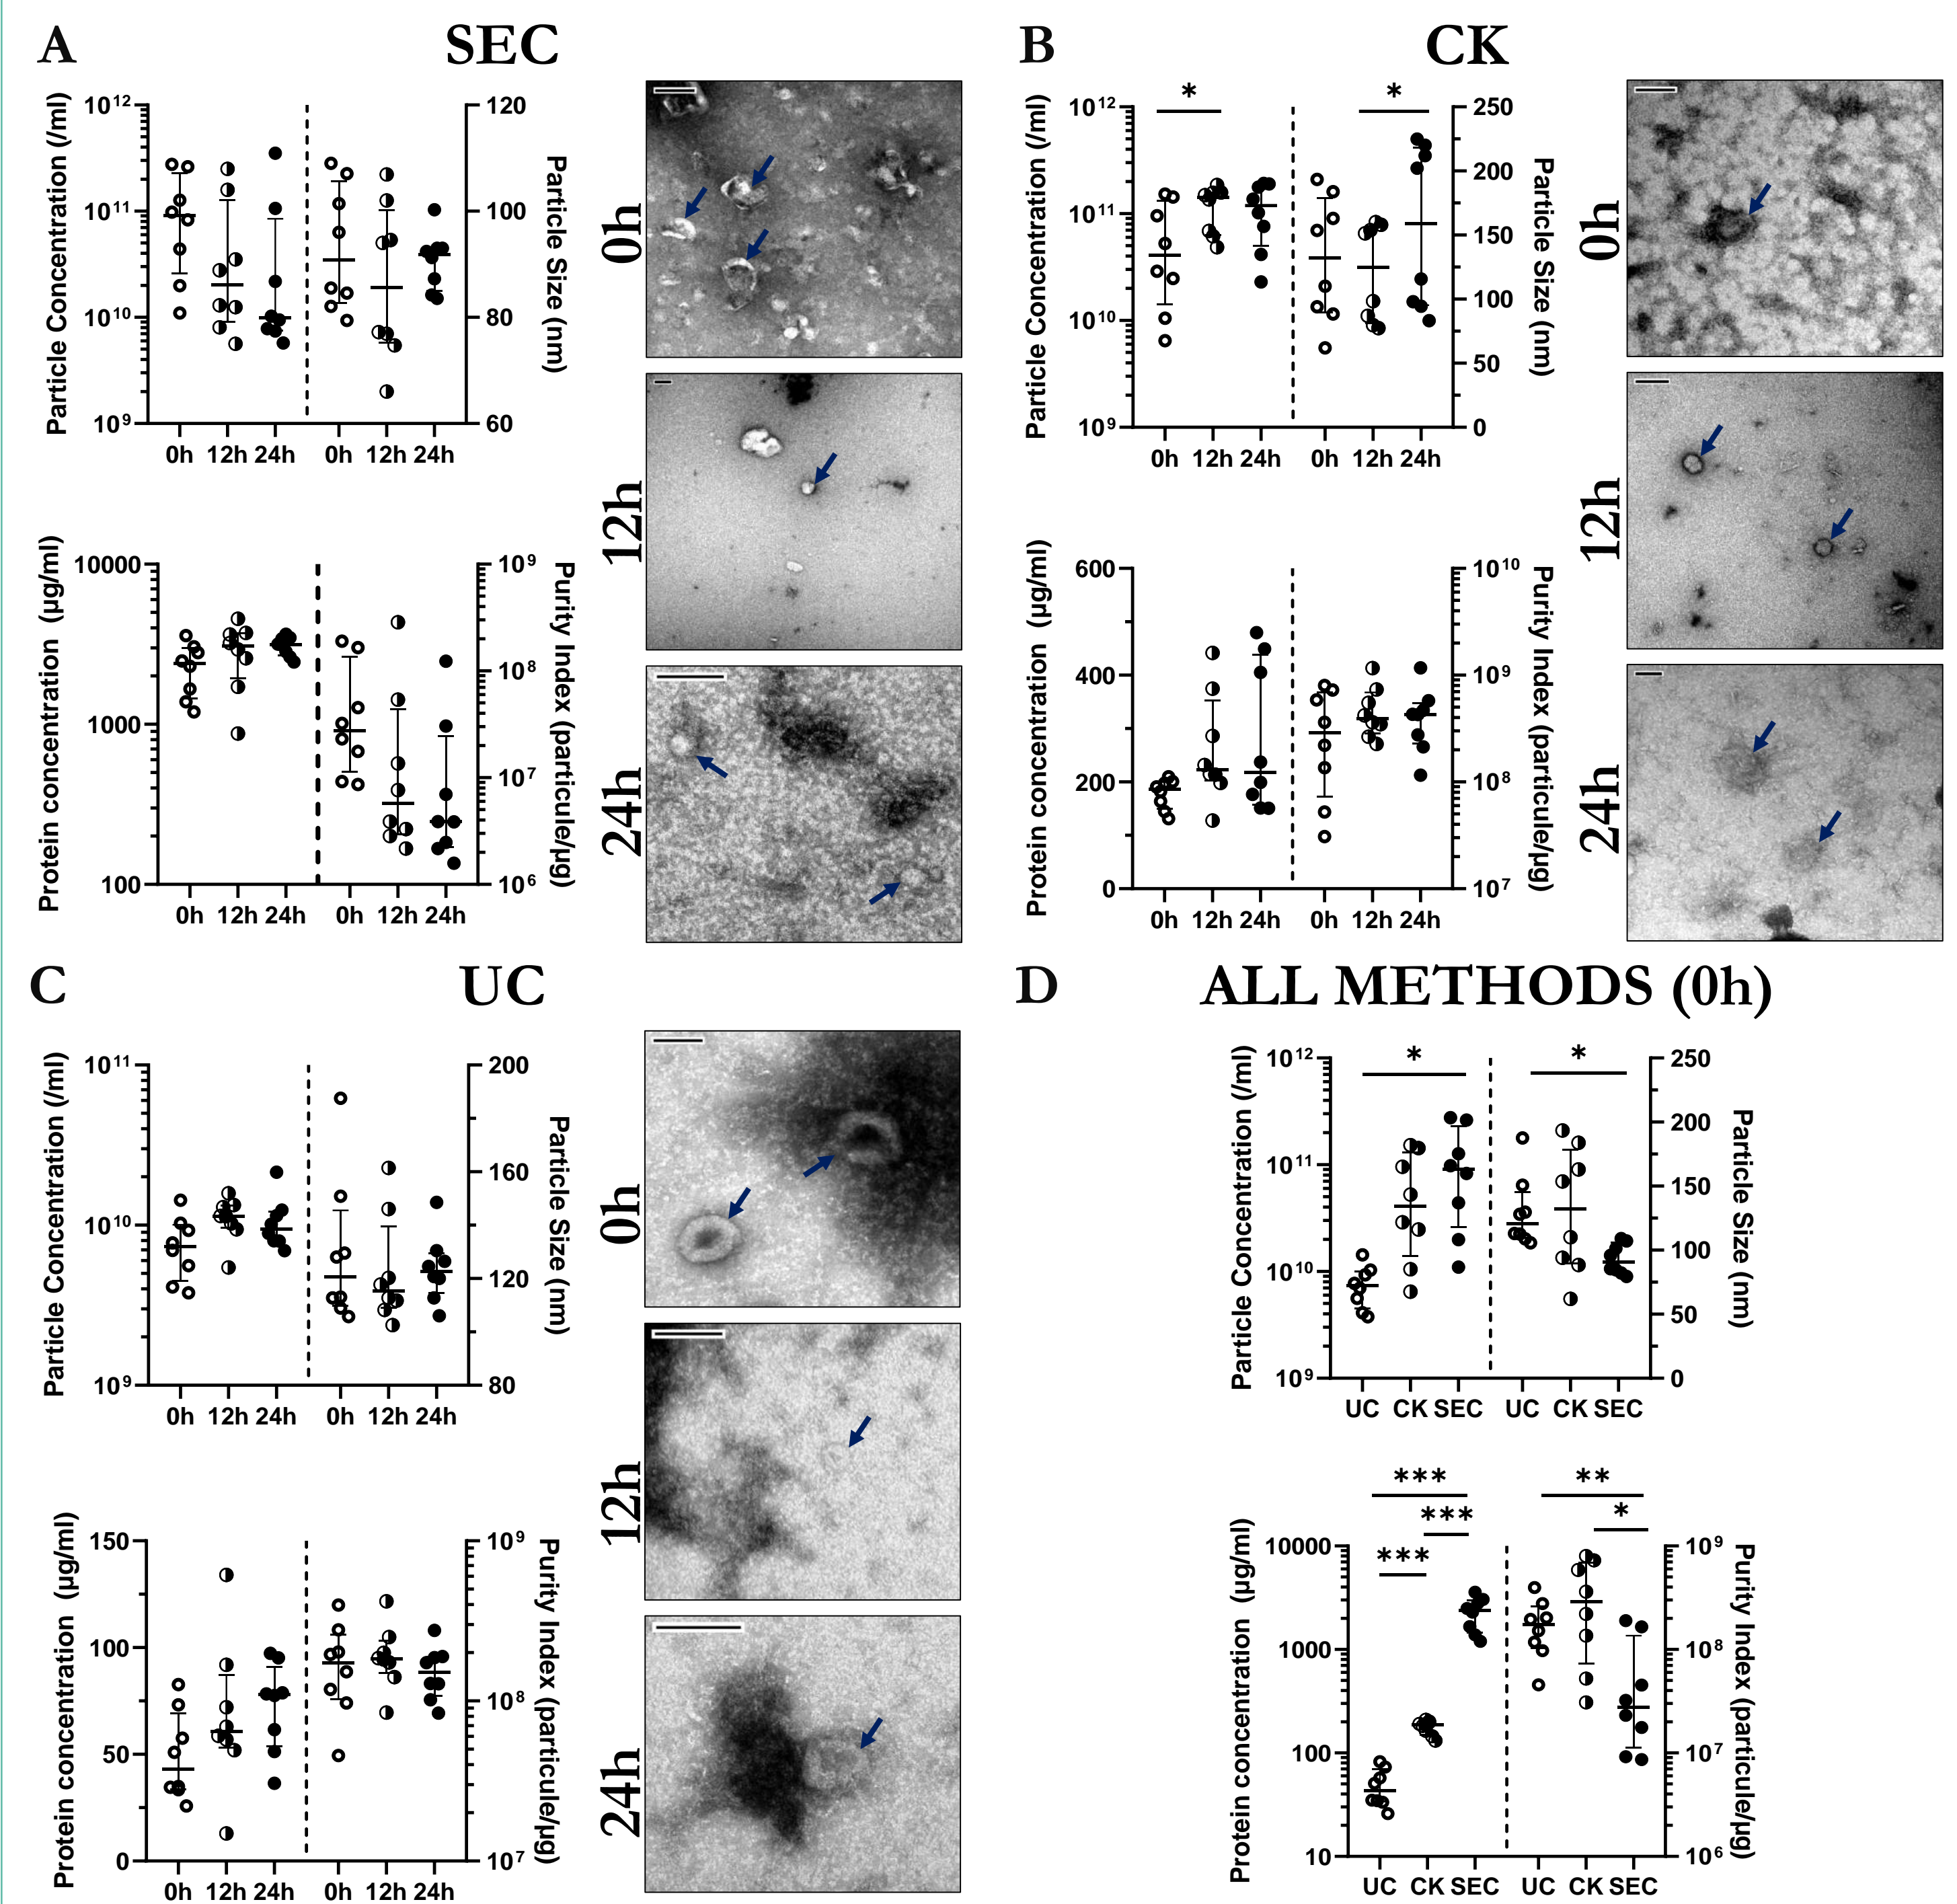 A SEC
Particle Concentration (/ml)
10¹²
10¹¹
10¹⁰
10⁹
120
100
80
60
Particle Size (nm)
0h 12h 24h 0h 12h 24h
Protein concentration (µg/ml)
10000
1000
100
10⁹
10⁸
10⁷
10⁶
Purity Index (particule/µg)
0h 12h 24h 0h 12h 24h
0h
12h
24h
B CK
Particle Concentration (/ml)
10¹²
10¹¹
10¹⁰
10⁹
* *
250
200
150
100
50
0
Particle Size (nm)
0h 12h 24h 0h 12h 24h
Protein concentration (µg/ml)
600
400
200
0
10¹⁰
10⁹
10⁸
10⁷
Purity Index (particule/µg)
0h 12h 24h 0h 12h 24h
0h
12h
24h
C UC
Particle Concentration (/ml)
10¹¹
10¹⁰
10⁹
200
160
120
80
Particle Size (nm)
0h 12h 24h 0h 12h 24h
Protein concentration (µg/ml)
150
100
50
0
10⁹
10⁸
10⁷
Purity Index (particule/µg)
0h 12h 24h 0h 12h 24h
0h
12h
24h
D ALL METHODS (0h)
Particle Concentration (/ml)
10¹²
10¹¹
10¹⁰
10⁹
* *
250
200
150
100
50
0
Particle Size (nm)
UC CK SEC UC CK SEC
Protein concentration (µg/ml)
10000
1000
100
10
*** **
*** *
***
10⁹
10⁸
10⁷
10⁶
Purity Index (particule/µg)
UC CK SEC UC CK SEC